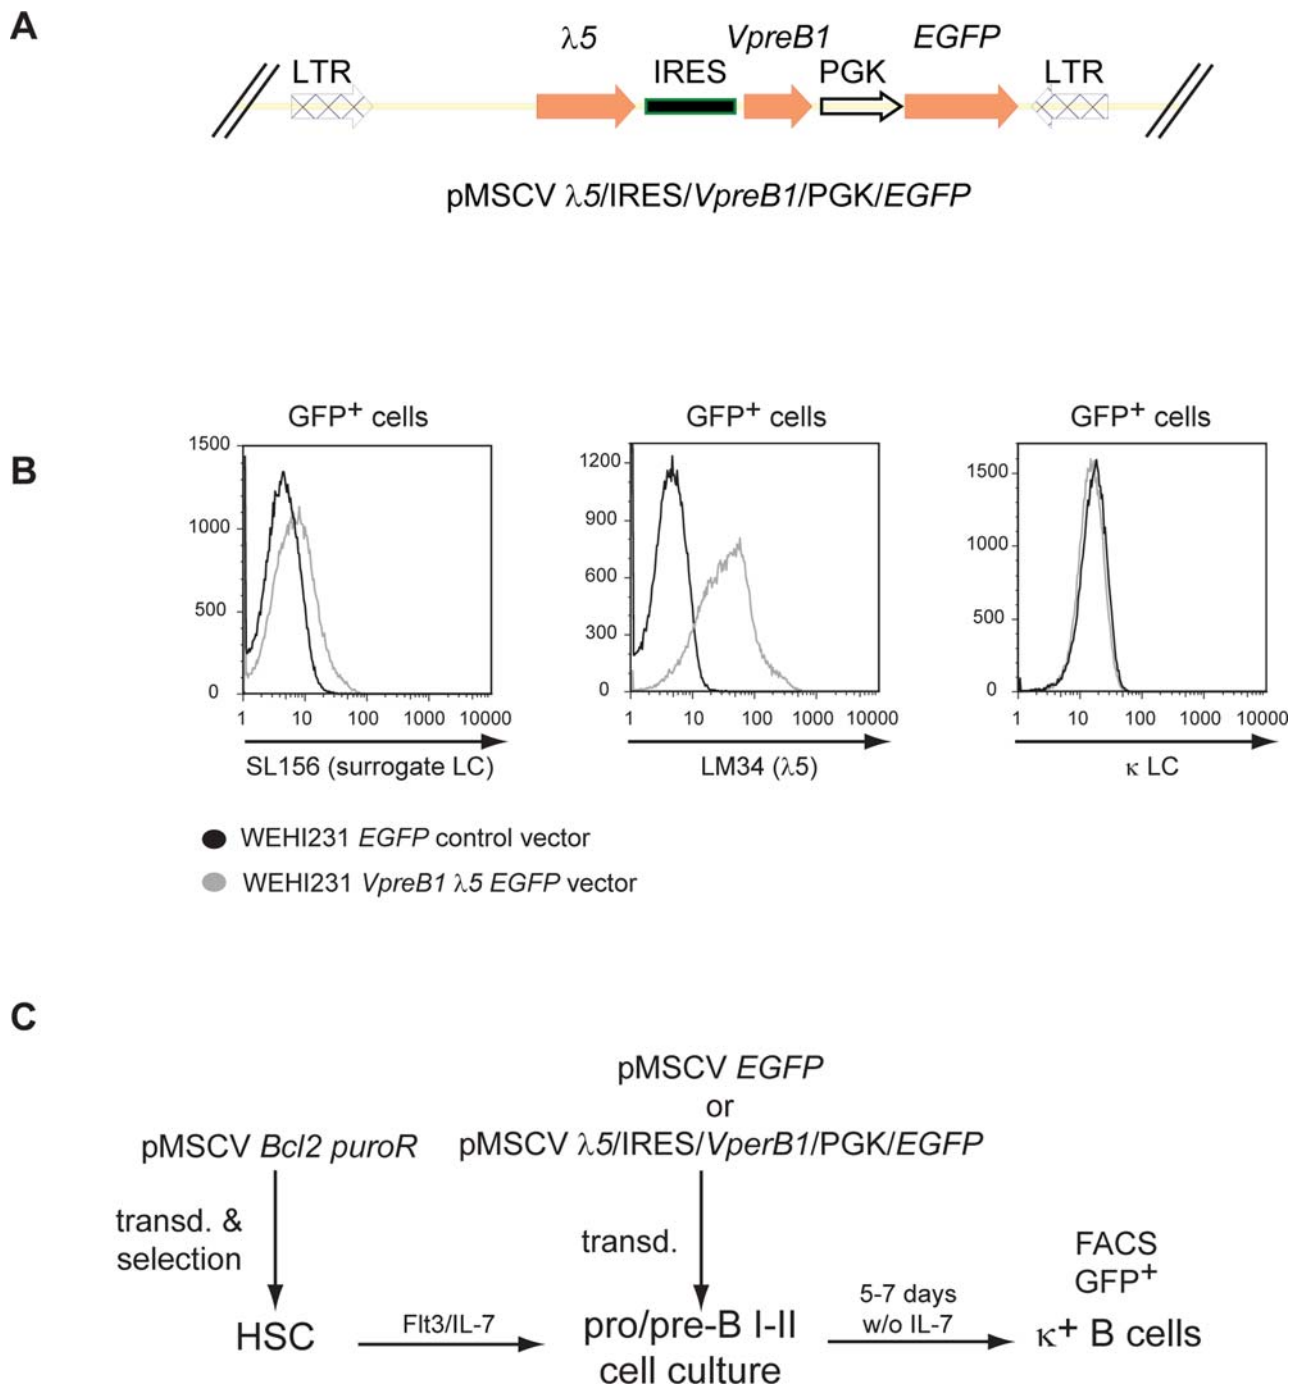 A
λ5 VpreB1 EGFP
LTR IRES PGK LTR
pMSCV λ5/IRES/VpreB1/PGK/EGFP
B
GFP+ cells
1500
1000
500
0
1 10 100 1000 10000
SL156 (surrogate LC)
GFP+ cells
1200
900
600
300
0
1 10 100 1000 10000
LM34 (λ5)
GFP+ cells
1500
1000
500
0
1 10 100 1000 10000
κ LC
WEHI231 EGFP control vector
WEHI231 VpreB1 λ5 EGFP vector
C
pMSCV Bcl2 puroR
transd. &
selection
HSC
Flt3/IL-7
pMSCV EGFP
or
pMSCV λ5/IRES/VperB1/PGK/EGFP
transd.
pro/pre-B I-II
cell culture
5-7 days
w/o IL-7
FACS
GFP+
κ+ B cells